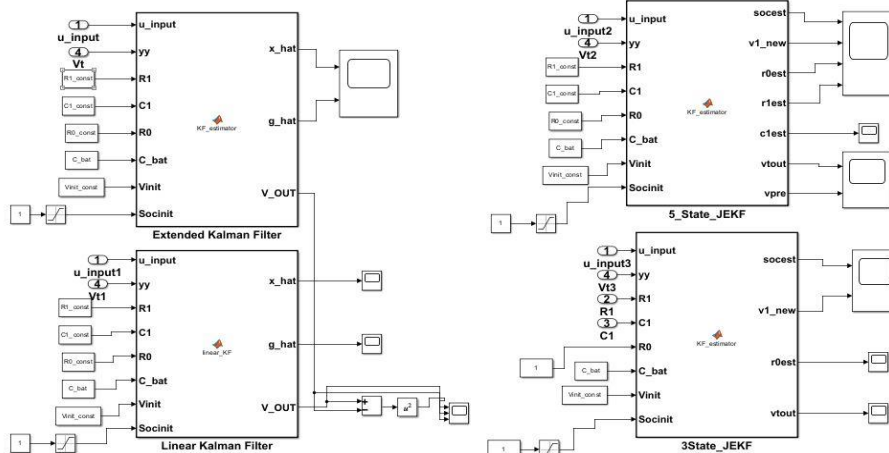 1
u_input
4
Vt
R1_const
C1_const
R0_const
C_bat
Vinit_const
1
u_input
yy
R1
C1
R0
C_bat
Vinit
Socinit
KF_estimator
x_hat
g_hat
V_OUT
Extended Kalman Filter
1
u_input1
4
Vt1
R1_const
C1_const
R0_const
C_bat
Vinit_const
1
u_input
yy
R1
C1
R0
C_bat
Vinit
Socinit
linear_KF
x_hat
g_hat
V_OUT
+
−
Linear Kalman Filter
1
u_input2
4
Vt2
R1_const
C1_const
R0_const
C_bat
Vinit_const
1
u_input
yy
R1
C1
R0
C_bat
Vinit
Socinit
KF_estimator
socest
v1_new
r0est
r1est
c1est
vtout
vpre
5_State_JEKF
1
u_input3
4
Vt3
2
R1
3
C1
1
C_bat
Vinit_const
1
u_input
yy
R1
C1
R0
C_bat
Vinit
Socinit
KF_estimator
socest
v1_new
r0est
vtout
3State_JEKF